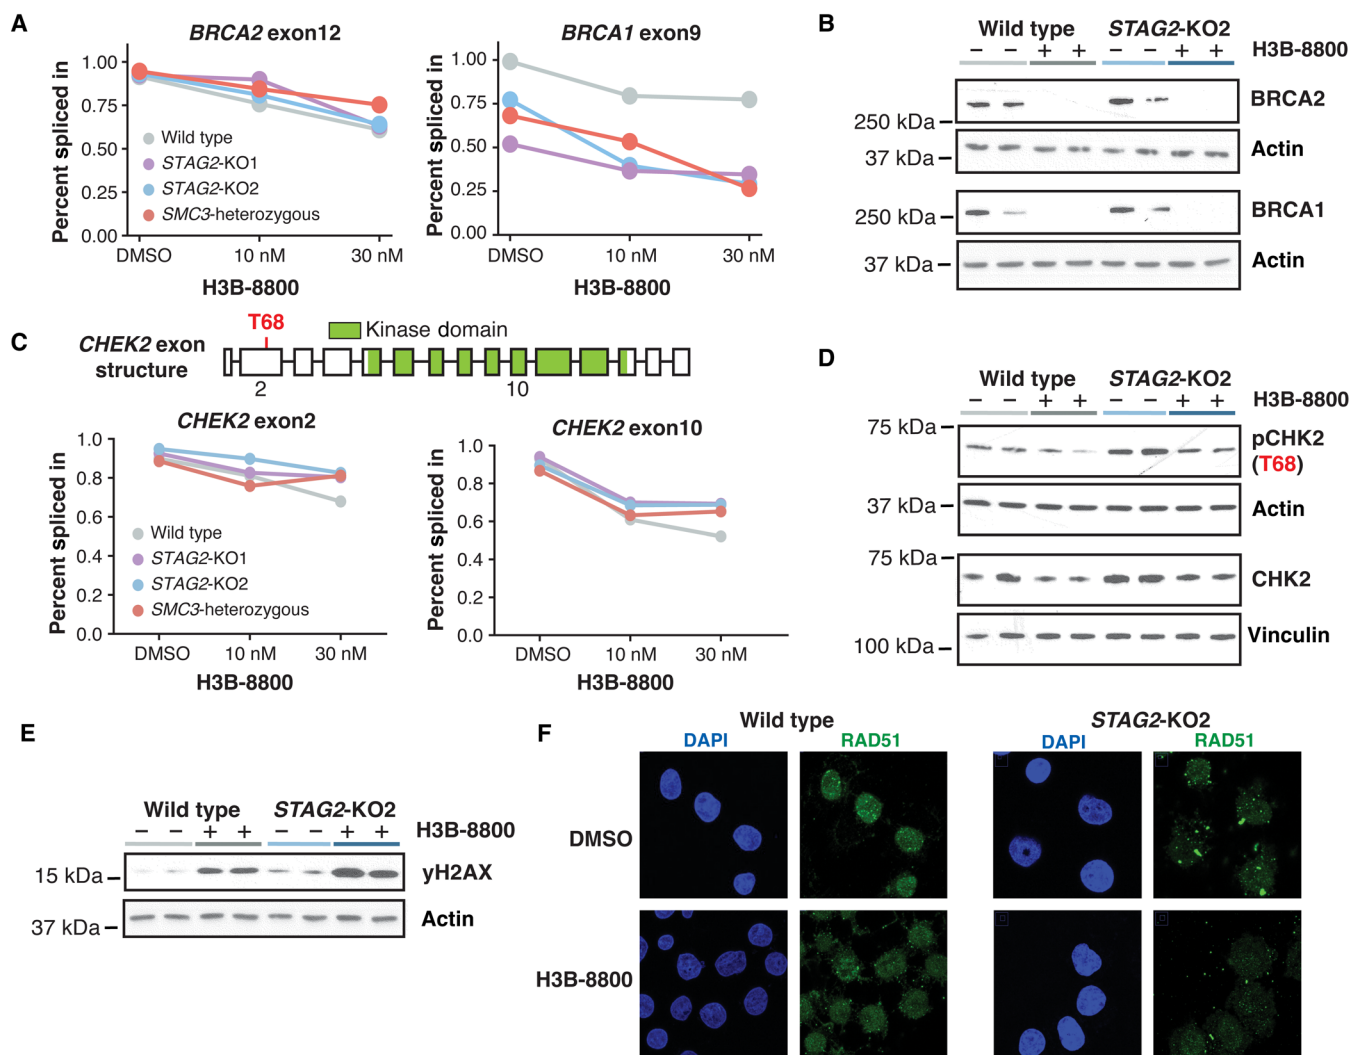 A
BRCA2 exon12
Percent spliced in
1.00
0.75
0.50
0.25
0.00
Wild type
STAG2-KO1
STAG2-KO2
SMC3-heterozygous
DMSO 10 nM 30 nM
H3B-8800
BRCA1 exon9
Percent spliced in
1.00
0.75
0.50
0.25
0.00
DMSO 10 nM 30 nM
H3B-8800
B
Wild type STAG2-KO2
− − + + − − + + H3B-8800
BRCA2
250 kDa
Actin
37 kDa
BRCA1
250 kDa
37 kDa Actin
C
CHEK2 exon
structure
T68
Kinase domain
2 10
CHEK2 exon2
Percent spliced in
1.0
0.8
0.6
0.4
0.2
0.0
Wild type
STAG2-KO1
STAG2-KO2
SMC3-heterozygous
DMSO 10 nM 30 nM
H3B-8800
CHEK2 exon10
Percent spliced in
1.0
0.8
0.6
0.4
0.2
0.0
DMSO 10 nM 30 nM
H3B-8800
D
Wild type STAG2-KO2
− − + + − − + + H3B-8800
75 kDa
pCHK2
(T68)
37 kDa Actin
75 kDa
CHK2
Vinculin
100 kDa
E
Wild type STAG2-KO2
− − + + − − + + H3B-8800
15 kDa yH2AX
Actin
37 kDa
F
Wild type STAG2-KO2
DAPI RAD51 DAPI RAD51
DMSO
H3B-8800